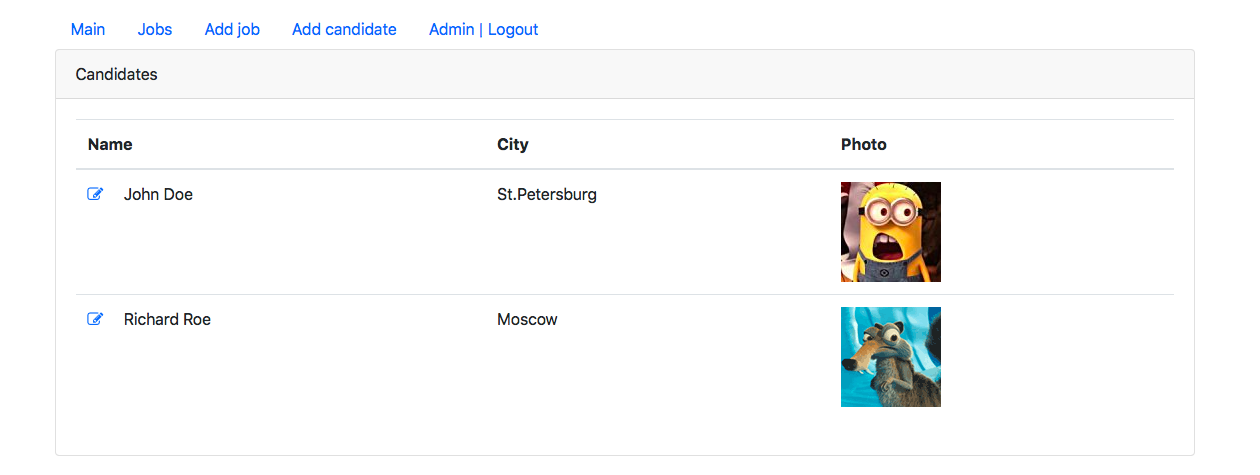 Main Jobs Add job Add candidate Admin | Logout
Candidates
Name City Photo
John Doe St.Petersburg
Richard Roe Moscow